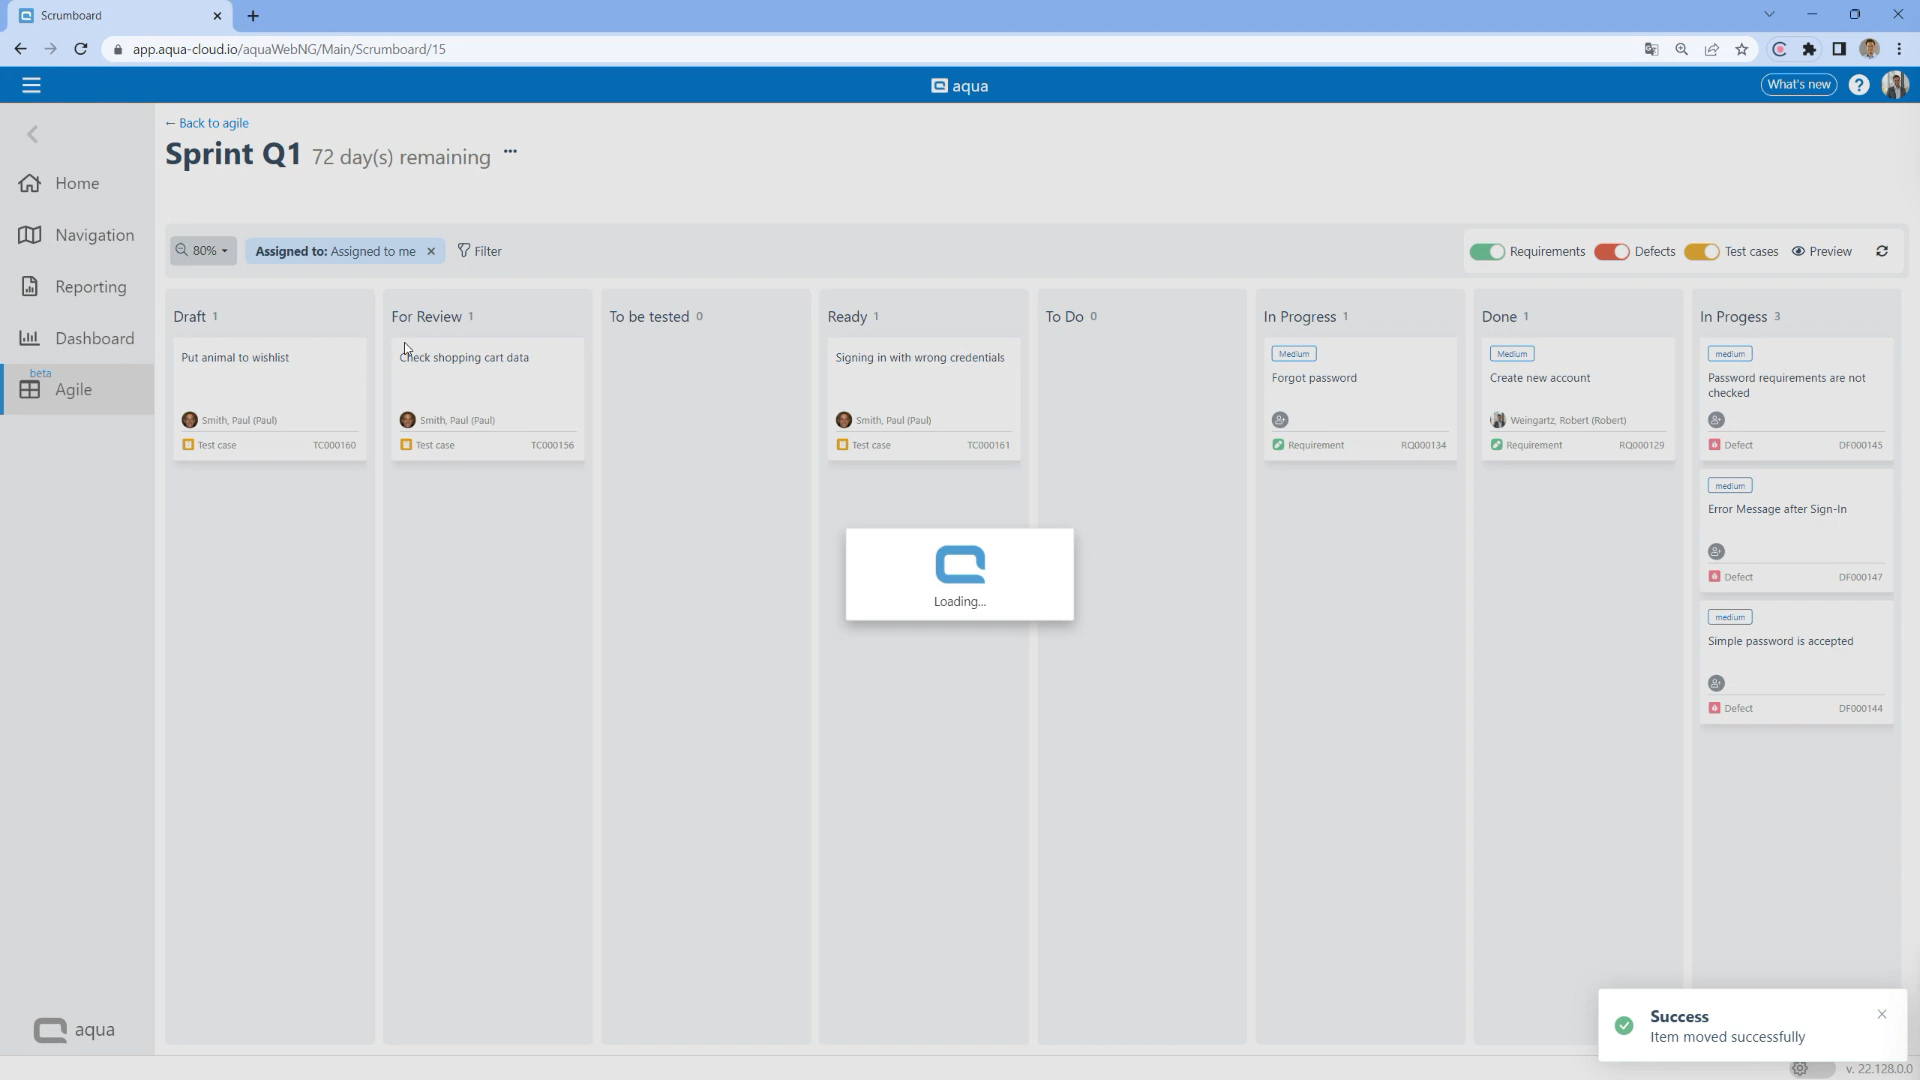 Scrumboard
app.aqua-cloud.io/aquaWebNG/Main/Scrumboard/15
aqua
What's new
?
← Back to agile
Sprint Q1 72 day(s) remaining ...
Home
Navigation
Reporting
Dashboard
beta
Agile
80%
Assigned to: Assigned to me ×
Filter
Requirements
Defects
Test cases
Preview
Draft 1
Put animal to wishlist
Smith, Paul (Paul)
Test case TC000160
For Review 1
Check shopping cart data
Smith, Paul (Paul)
Test case TC000156
To be tested 0
Ready 1
Signing in with wrong credentials
Smith, Paul (Paul)
Test case TC000161
To Do 0
In Progress 1
Medium
Forgot password
Requirement RQ000134
Done 1
Medium
Create new account
Weingartz, Robert (Robert)
Requirement RQ000129
In Progess 3
medium
Password requirements are not
checked
Defect DF000145
medium
Error Message after Sign-In
Defect DF000147
medium
Simple password is accepted
Defect DF000144
Loading...
Success
Item moved successfully
aqua
v. 22.128.0.0